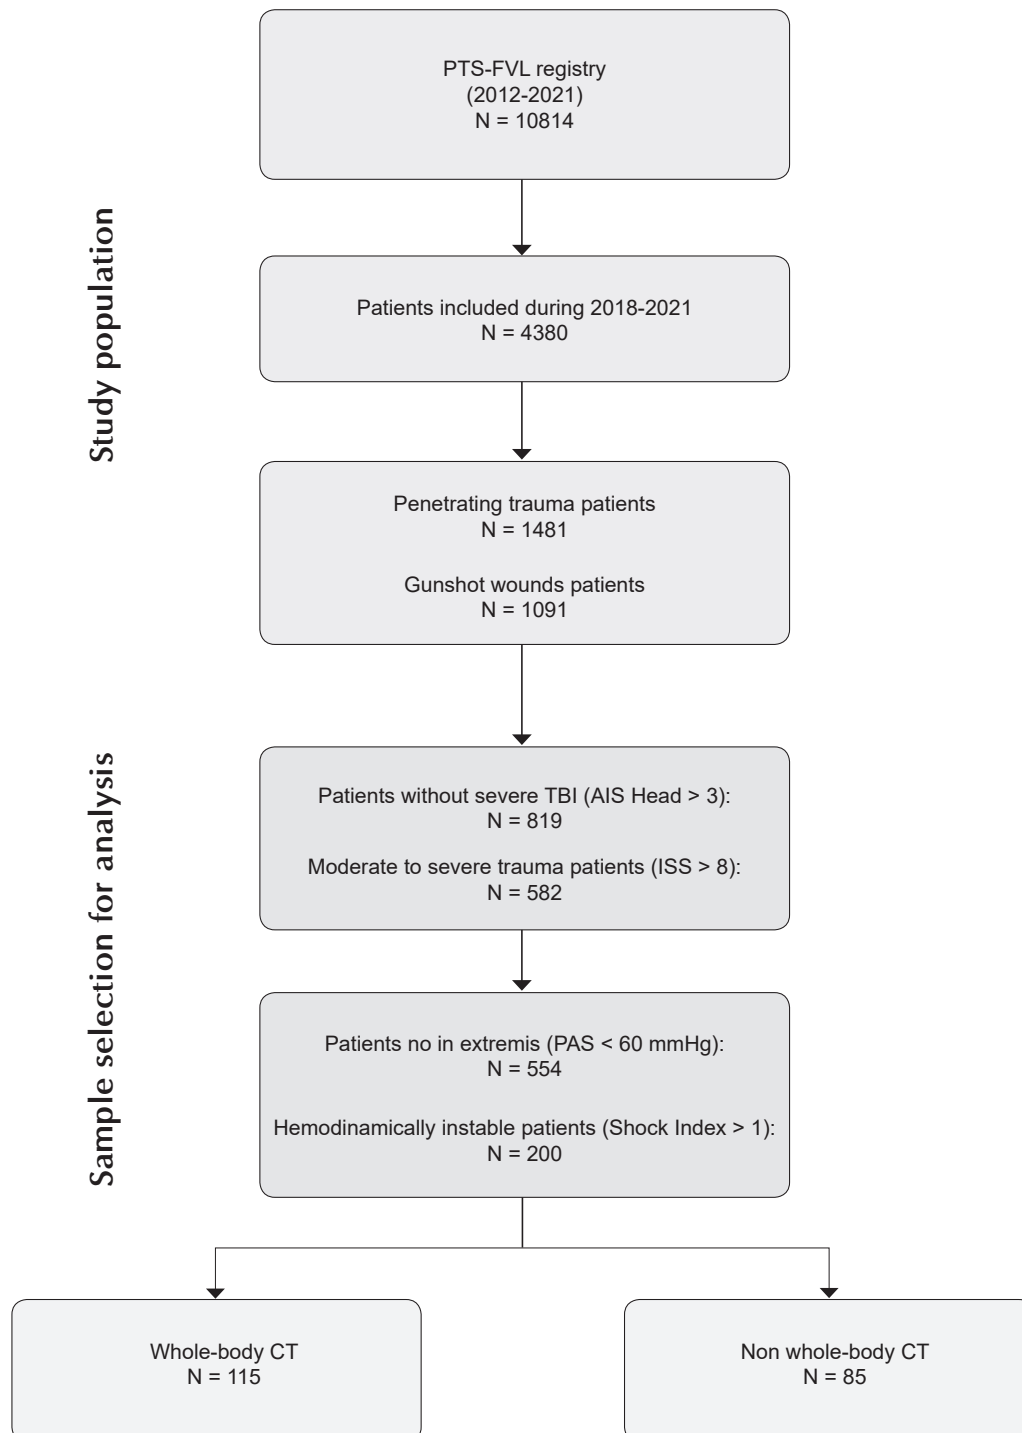 PTS-FVL registry
(2012-2021)
N = 10814
Study population
Patients included during 2018-2021
N = 4380
Penetrating trauma patients
N = 1481
Gunshot wounds patients
N = 1091
Sample selection for analysis
Patients without severe TBI (AIS Head > 3):
N = 819
Moderate to severe trauma patients (ISS > 8):
N = 582
Patients no in extremis (PAS < 60 mmHg):
N = 554
Hemodinamically instable patients (Shock Index > 1):
N = 200
Whole-body CT
N = 115
Non whole-body CT
N = 85